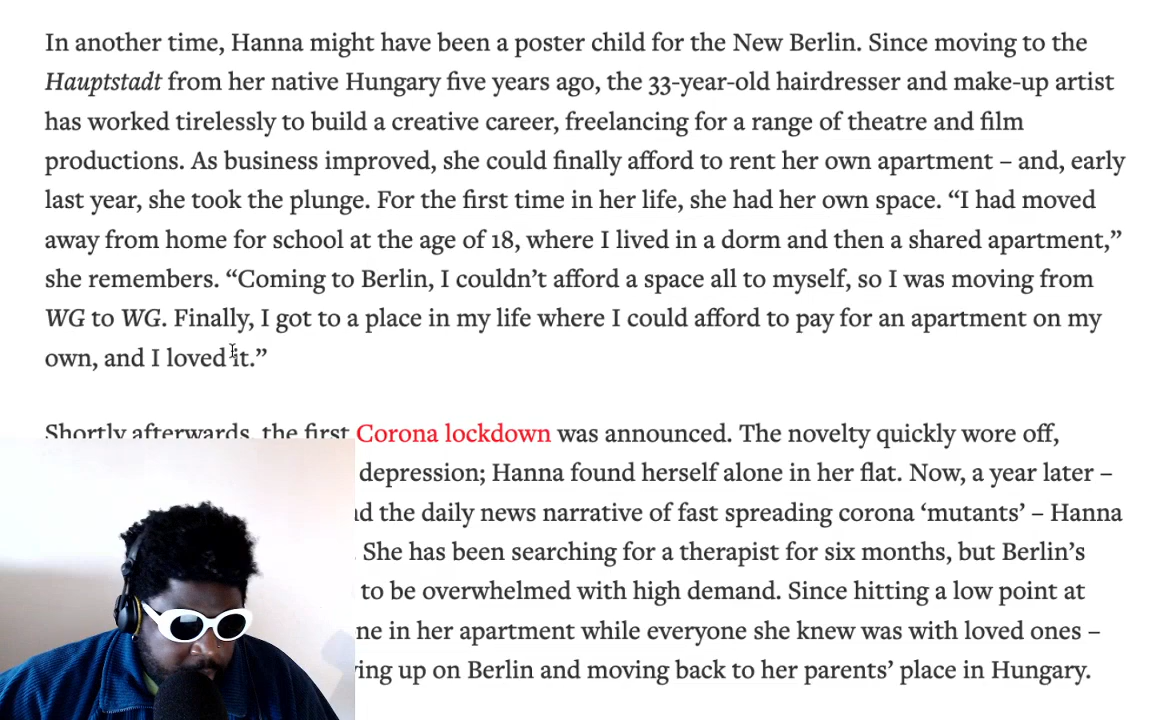 In another time, Hanna might have been a poster child for the New Berlin. Since moving to the
Hauptstadt from her native Hungary five years ago, the 33-year-old hairdresser and make-up artist
has worked tirelessly to build a creative career, freelancing for a range of theatre and film
productions. As business improved, she could finally afford to rent her own apartment – and, early
last year, she took the plunge. For the first time in her life, she had her own space. “I had moved
away from home for school at the age of 18, where I lived in a dorm and then a shared apartment,”
she remembers. “Coming to Berlin, I couldn’t afford a space all to myself, so I was moving from
WG to WG. Finally, I got to a place in my life where I could afford to pay for an apartment on my
own, and I loved it.”
Shortly afterwards, the first Corona lockdown was announced. The novelty quickly wore off,
depression; Hanna found herself alone in her flat. Now, a year later –
the daily news narrative of fast spreading corona ‘mutants’ – Hanna
She has been searching for a therapist for six months, but Berlin’s
to be overwhelmed with high demand. Since hitting a low point at
in her apartment while everyone she knew was with loved ones –
up on Berlin and moving back to her parents’ place in Hungary.